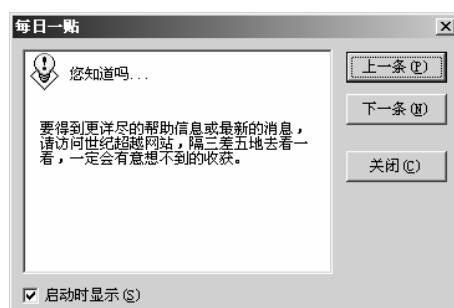 每日一贴
您知道吗...
要得到更详尽的帮助信息或最新的消息，
请访问世纪超越网站，隔三差五地去看一
看，一定会有意想不到的收获。
上一条(P)
下一条(N)
关闭(C)
启动时显示(S)